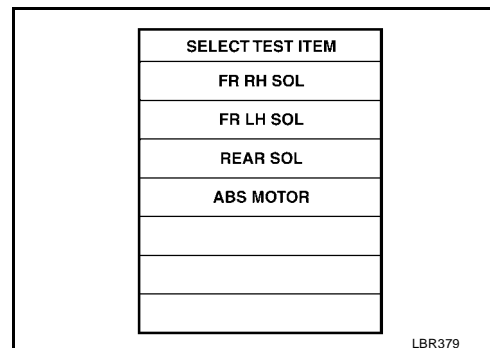 SELECT TEST ITEM
FR RH SOL
FR LH SOL
REAR SOL
ABS MOTOR
LBR379